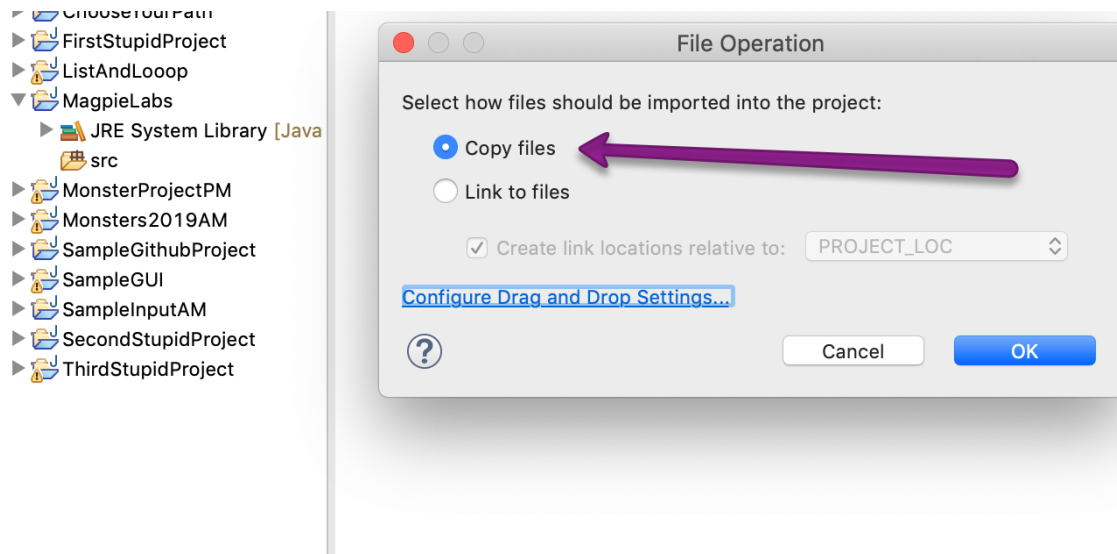 ChooseYourPath
FirstStupidProject
ListAndLooop
MagpieLabs
JRE System Library [Java
src
MonsterProjectPM
Monsters2019AM
SampleGithubProject
SampleGUI
SampleInputAM
SecondStupidProject
ThirdStupidProject
File Operation
Select how files should be imported into the project:
Copy files
Link to files
Create link locations relative to: PROJECT_LOC
Configure Drag and Drop Settings...
? Cancel OK